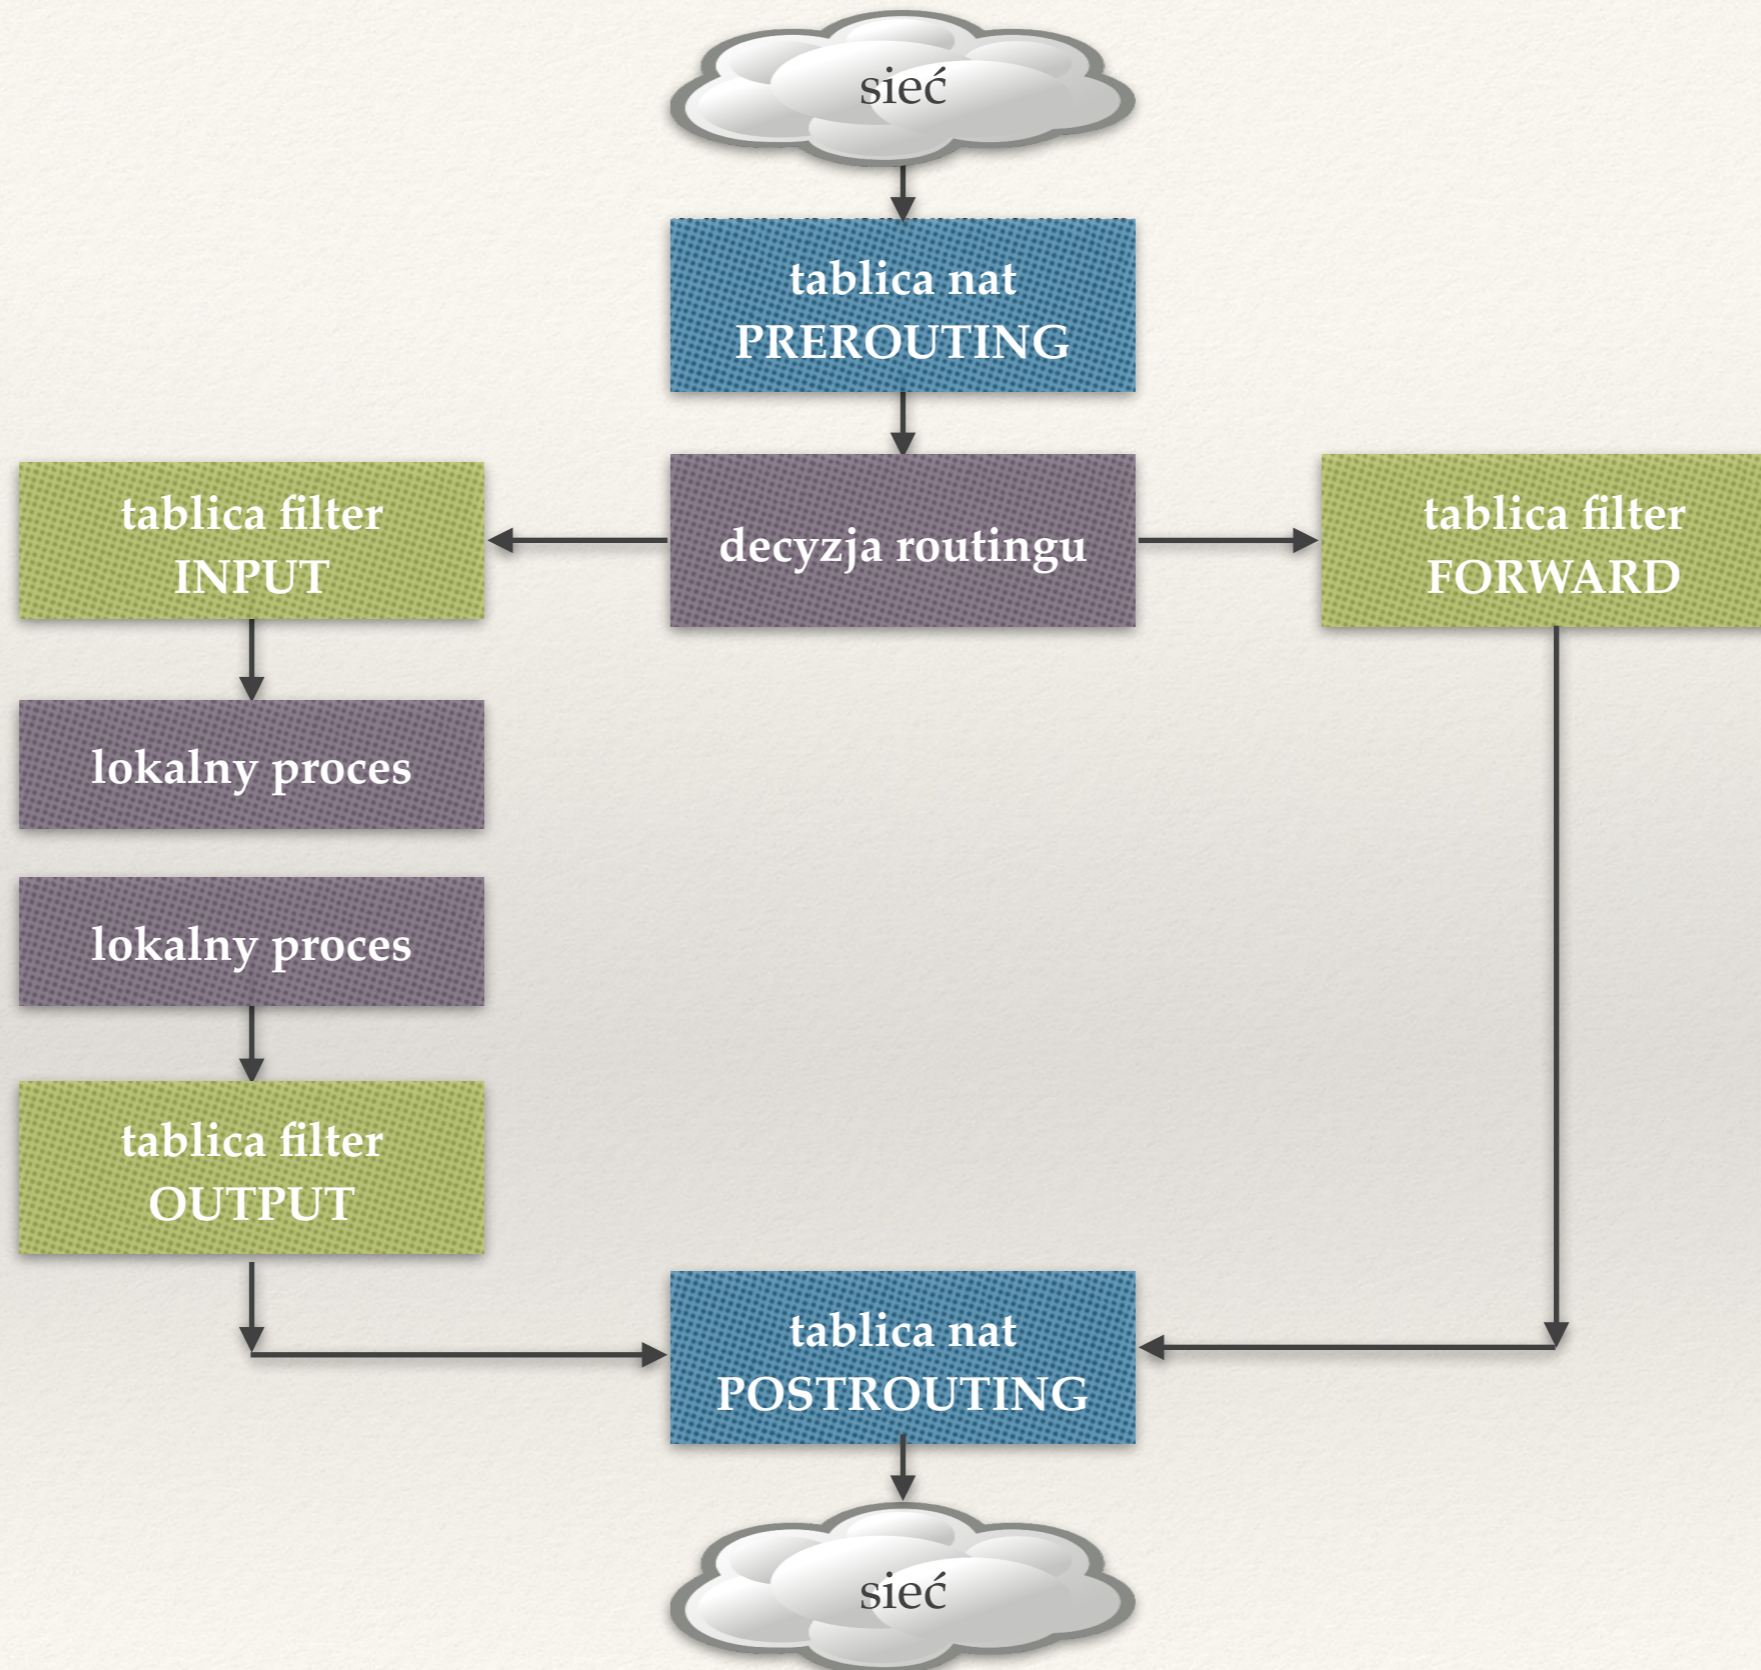 sieć
tablica nat
PREROUTING
tablica filter
INPUT
decyzja routingu
tablica filter
FORWARD
lokalny proces
lokalny proces
tablica filter
OUTPUT
tablica nat
POSTROUTING
sieć